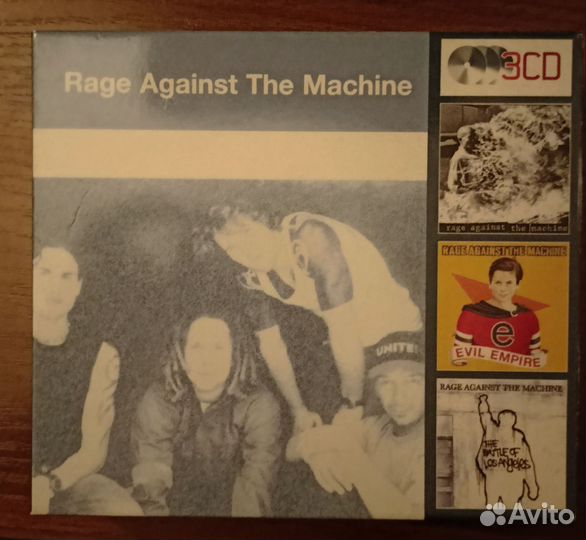 Rage Against The Machine
3CD
rage against the machine
RAGE AGAINST THE MACHINE
e
EVIL EMPIRE
RAGE AGAINST THE MACHINE
THE
BATTLE OF
LOS ANGELES
UNITE
Avito